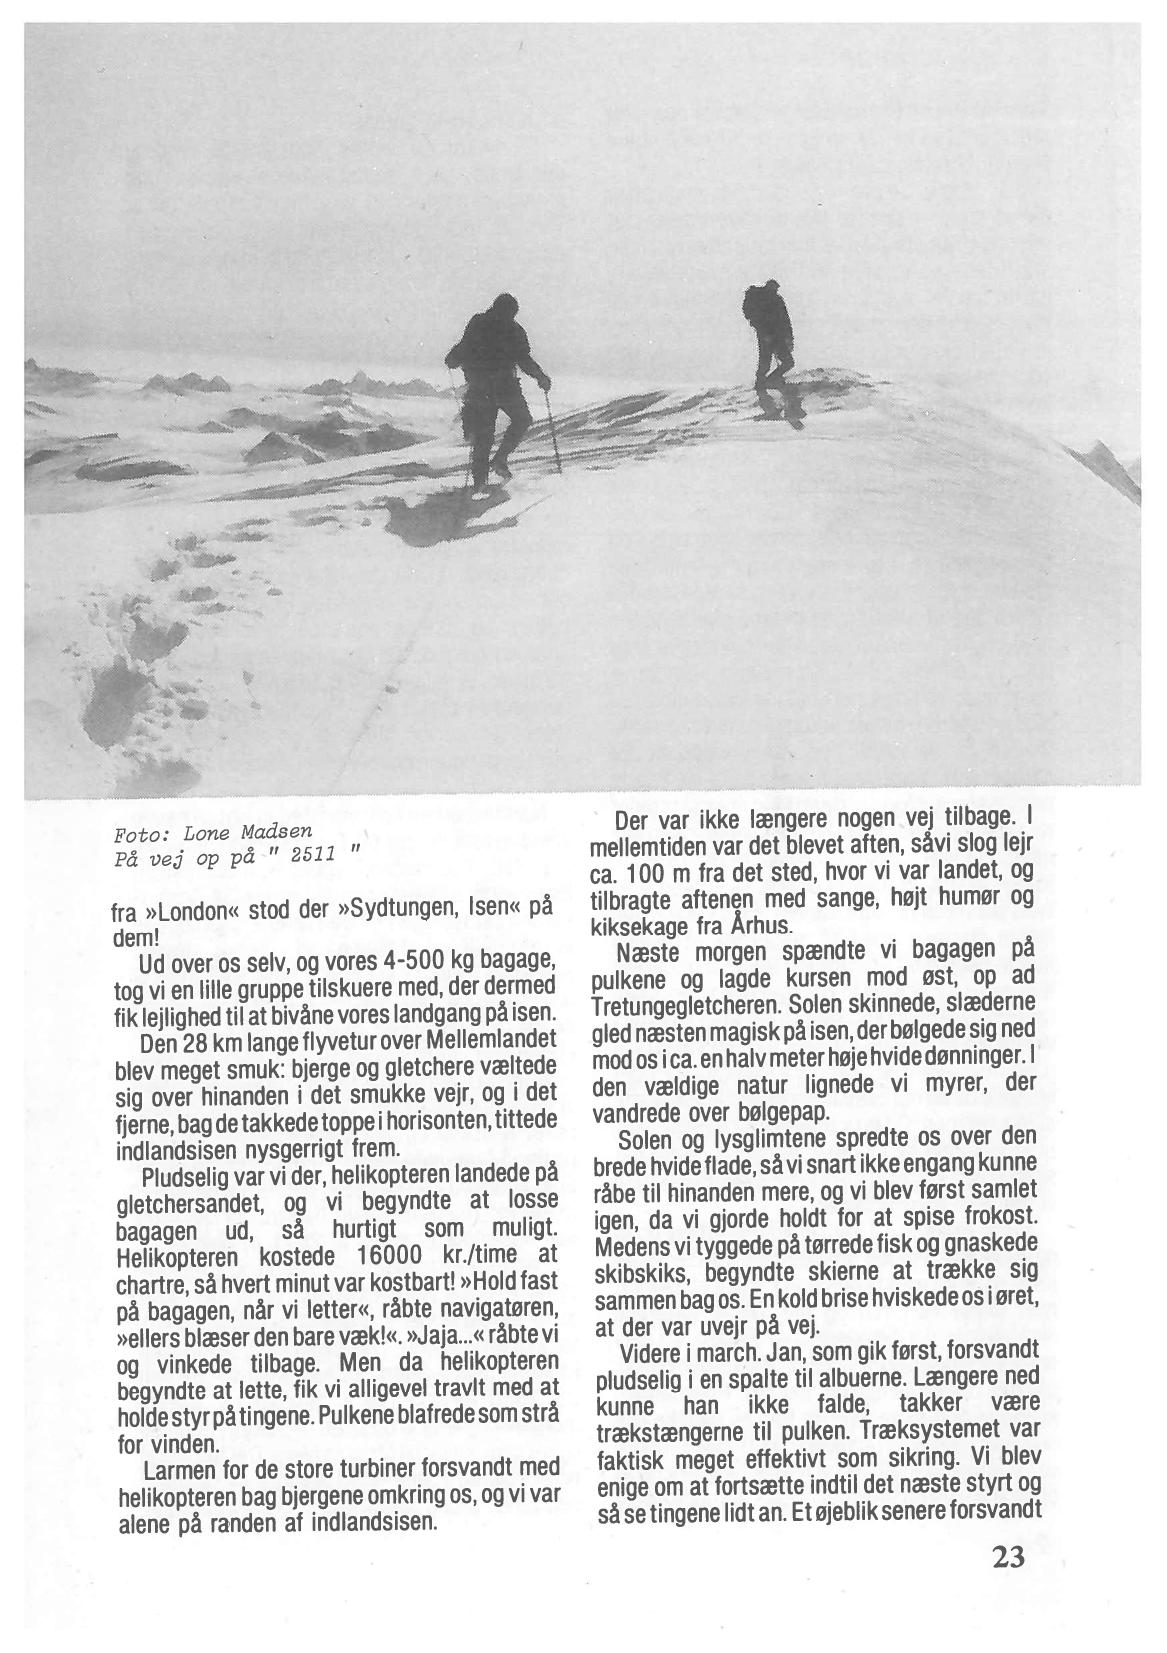 Foto: Lone Madsen
På vej op på " 2511 "
fra »London« stod der »Sydtungen, Isen« på
dem!
Ud over os selv, og vores 4-500 kg bagage,
tog vi en lille gruppe tilskuere med, der dermed
fik lejlighed til at bivåne vores landgang på isen.
Den 28 km lange flyvetur over Mellemlandet
blev meget smuk: bjerge og gletchere væltede
sig over hinanden i det smukke vejr, og i det
fjerne, bag de takkede toppe i horisonten, tittede
indlandsisen nysgerrigt frem.
Pludselig var vi der, helikopteren landede på
gletchersandet, og vi begyndte at losse
bagagen ud, så hurtigt som muligt.
Helikopteren kostede 16000 kr./time at
chartre, så hvert minut var kostbart! »Hold fast
på bagagen, når vi letter«, råbte navigatøren,
»ellers blæser den bare væk!«. »Jaja...« råbte vi
og vinkede tilbage. Men da helikopteren
begyndte at lette, fik vi alligevel travlt med at
holde styr på tingene. Pulkene blafrede som strå
for vinden.
Larmen for de store turbiner forsvandt med
helikopteren bag bjergene omkring os, og vi var
alene på randen af indlandsisen.
Der var ikke længere nogen vej tilbage. I
mellemtiden var det blevet aften, såvi slog lejr
ca. 100 m fra det sted, hvor vi var landet, og
tilbragte aftenen med sange, højt humør og
kiksekage fra Århus.
Næste morgen spændte vi bagagen på
pulkene og lagde kursen mod øst, op ad
Tretungegletcheren. Solen skinnede, slæderne
gled næsten magisk på isen, der bølgede sig ned
mod os i ca. en halv meter høje hvide dønninger. I
den vældige natur lignede vi myrer, der
vandrede over bølgepap.
Solen og lysglimtene spredte os over den
brede hvide flade, så vi snart ikke engang kunne
råbe til hinanden mere, og vi blev først samlet
igen, da vi gjorde holdt for at spise frokost.
Medens vi tyggede på tørrede fisk og gnaskede
skibskiks, begyndte skierne at trække sig
sammen bag os. En kold brise hviskede os i øret,
at der var uvejr på vej.
Videre i march. Jan, som gik først, forsvandt
pludselig i en spalte til albuerne. Længere ned
kunne han ikke falde, takker være
trækstængerne til pulken. Træksystemet var
faktisk meget effektivt som sikring. Vi blev
enige om at fortsætte indtil det næste styrt og
så se tingene lidt an. Et øjeblik senere forsvandt
23